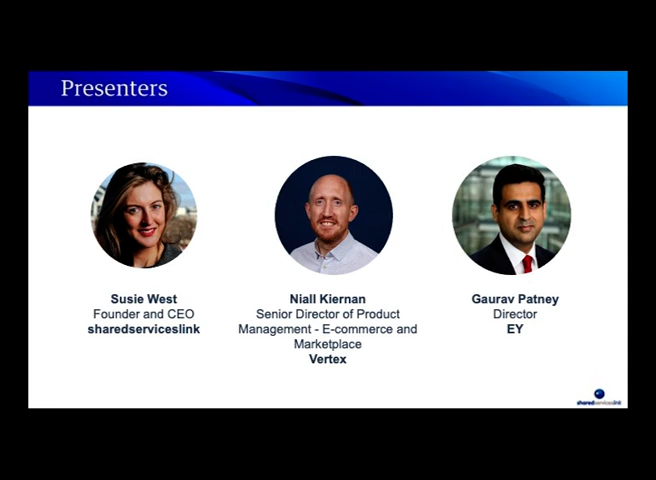 Presenters
Susie West
Founder and CEO
sharedserviceslink
Niall Kiernan
Senior Director of Product
Management - E-commerce and
Marketplace
Vertex
Gaurav Patney
Director
EY
sharedserviceslink